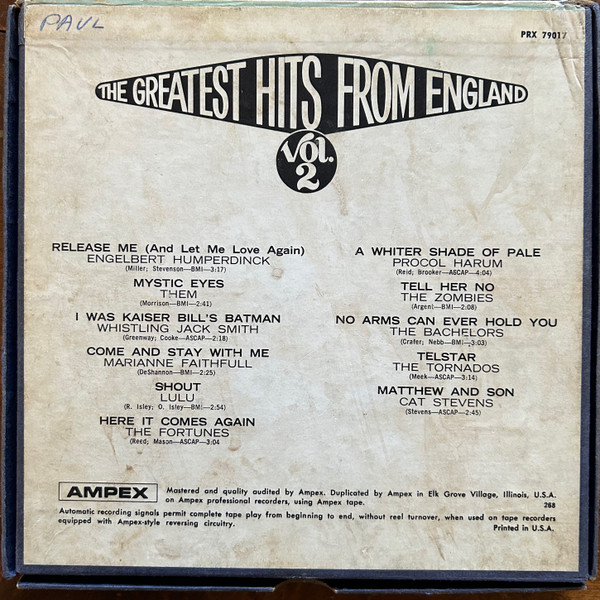 PAUL
PRX 79017
THE GREATEST HITS FROM ENGLAND
Vol.
2
RELEASE ME (And Let Me Love Again)
ENGELBERT HUMPERDINCK
(Miller; Stevenson—BMI—3:17)
MYSTIC EYES
THEM
(Morrison—BMI—2:41)
I WAS KAISER BILL'S BATMAN
WHISTLING JACK SMITH
(Greenway; Cooke—ASCAP—2:18)
COME AND STAY WITH ME
MARIANNE FAITHFULL
(DeShannon—BMI—2:25)
SHOUT
LULU
(R. Isley; O. Isley—BMI—2:54)
HERE IT COMES AGAIN
THE FORTUNES
(Reed; Mason—ASCAP—3:04
A WHITER SHADE OF PALE
PROCOL HARUM
(Reid; Brooker—ASCAP—4:04)
TELL HER NO
THE ZOMBIES
(Argent—BMI—2:08)
NO ARMS CAN EVER HOLD YOU
THE BACHELORS
(Crafer; Nebb—BMI—3:03)
TELSTAR
THE TORNADOS
(Meek—ASCAP—3:14)
MATTHEW AND SON
CAT STEVENS
(Stevens—ASCAP—2:45)
AMPEX
Mastered and quality audited by Ampex. Duplicated by Ampex in Elk Grove Village, Illinois, U.S.A.
on Ampex professional recorders, using Ampex tape.
268
Automatic recording signals permit complete tape play from beginning to end, without reel turnover, when used on tape recorders
equipped with Ampex-style reversing circuitry.
Printed in U.S.A.